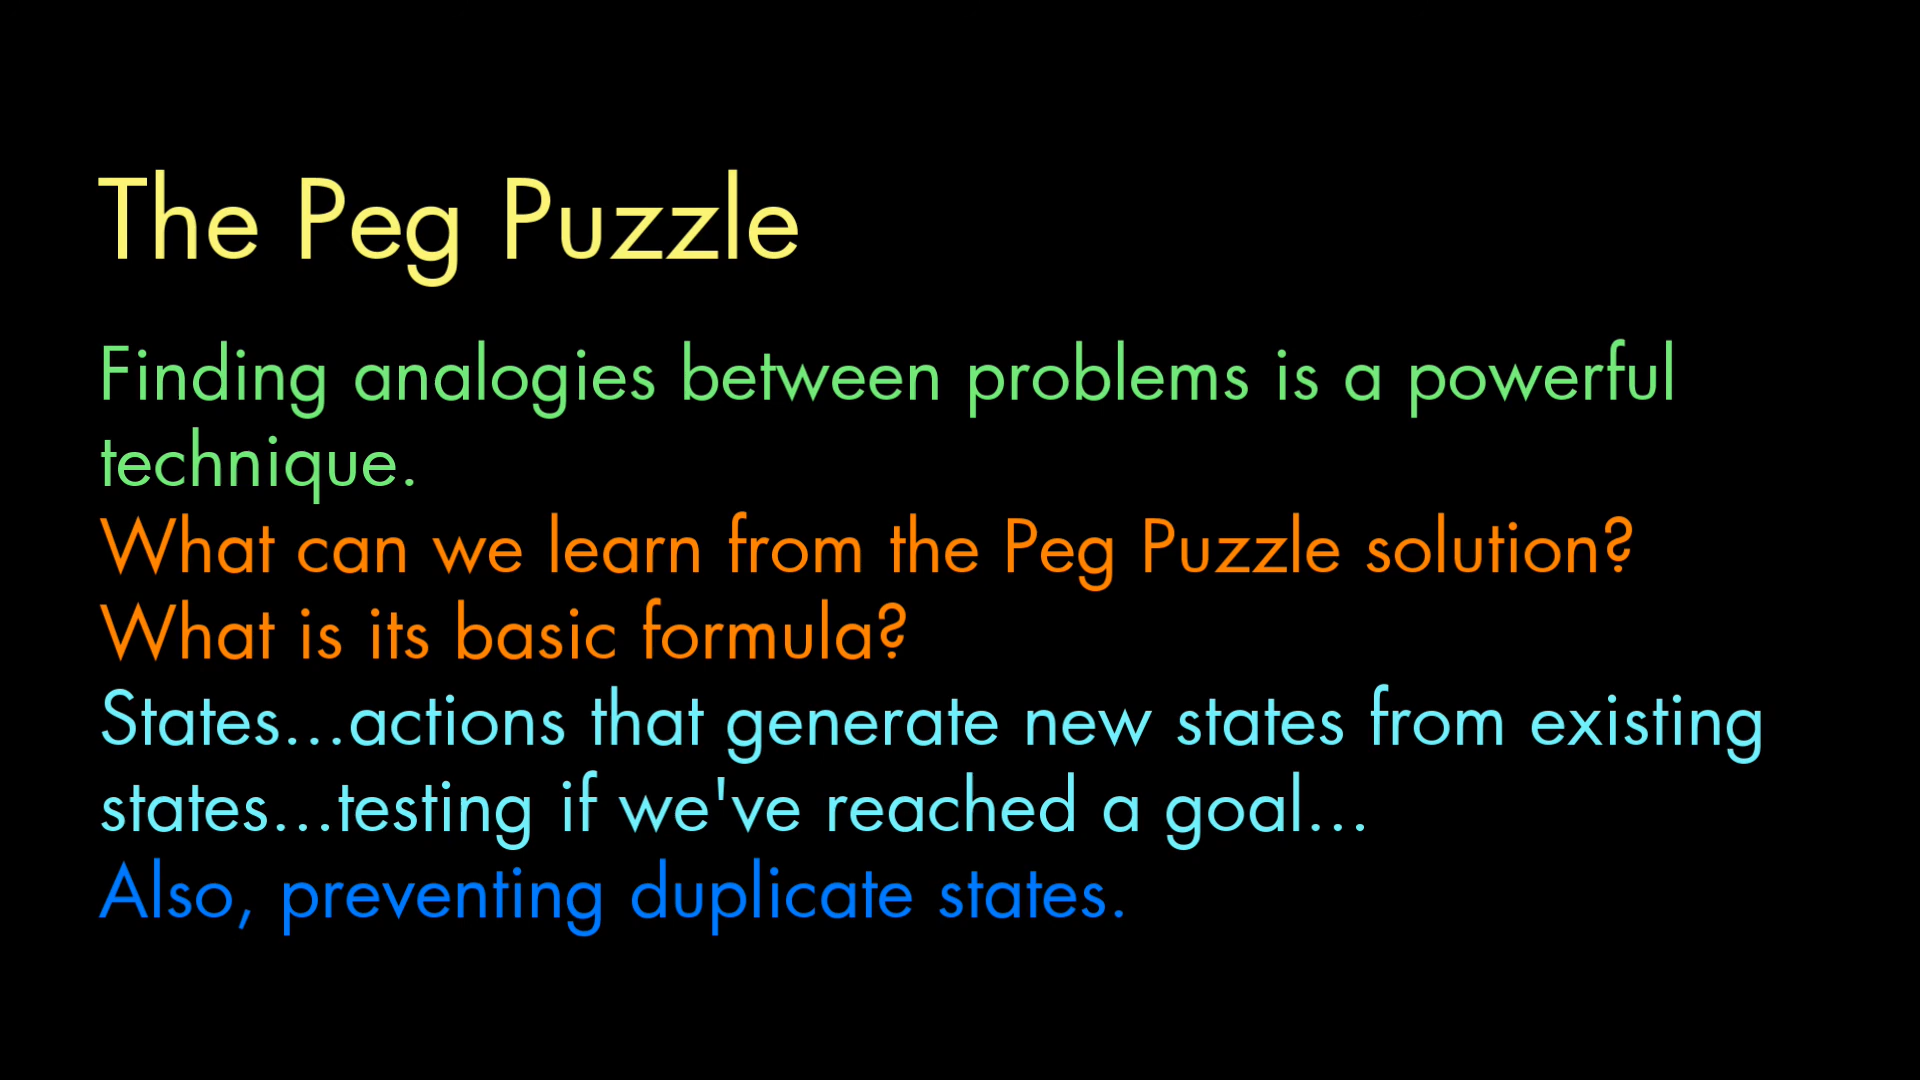 The Peg Puzzle
Finding analogies between problems is a powerful
technique.
What can we learn from the Peg Puzzle solution?
What is its basic formula?
States...actions that generate new states from existing
states...testing if we've reached a goal...
Also, preventing duplicate states.